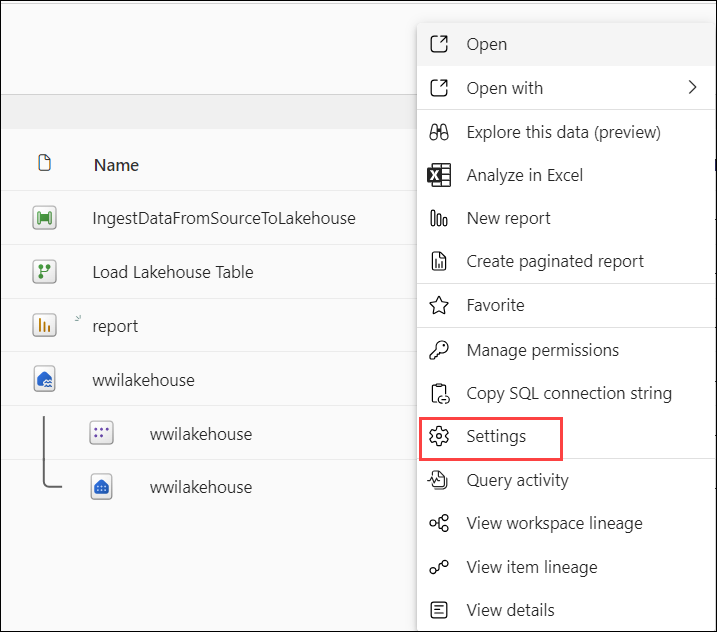 Name
IngestDataFromSourceToLakehouse
Load Lakehouse Table
report
wwilakehouse
wwilakehouse
wwilakehouse
Open
Open with
Explore this data (preview)
Analyze in Excel
New report
Create paginated report
Favorite
Manage permissions
Copy SQL connection string
Settings
Query activity
View workspace lineage
View item lineage
View details